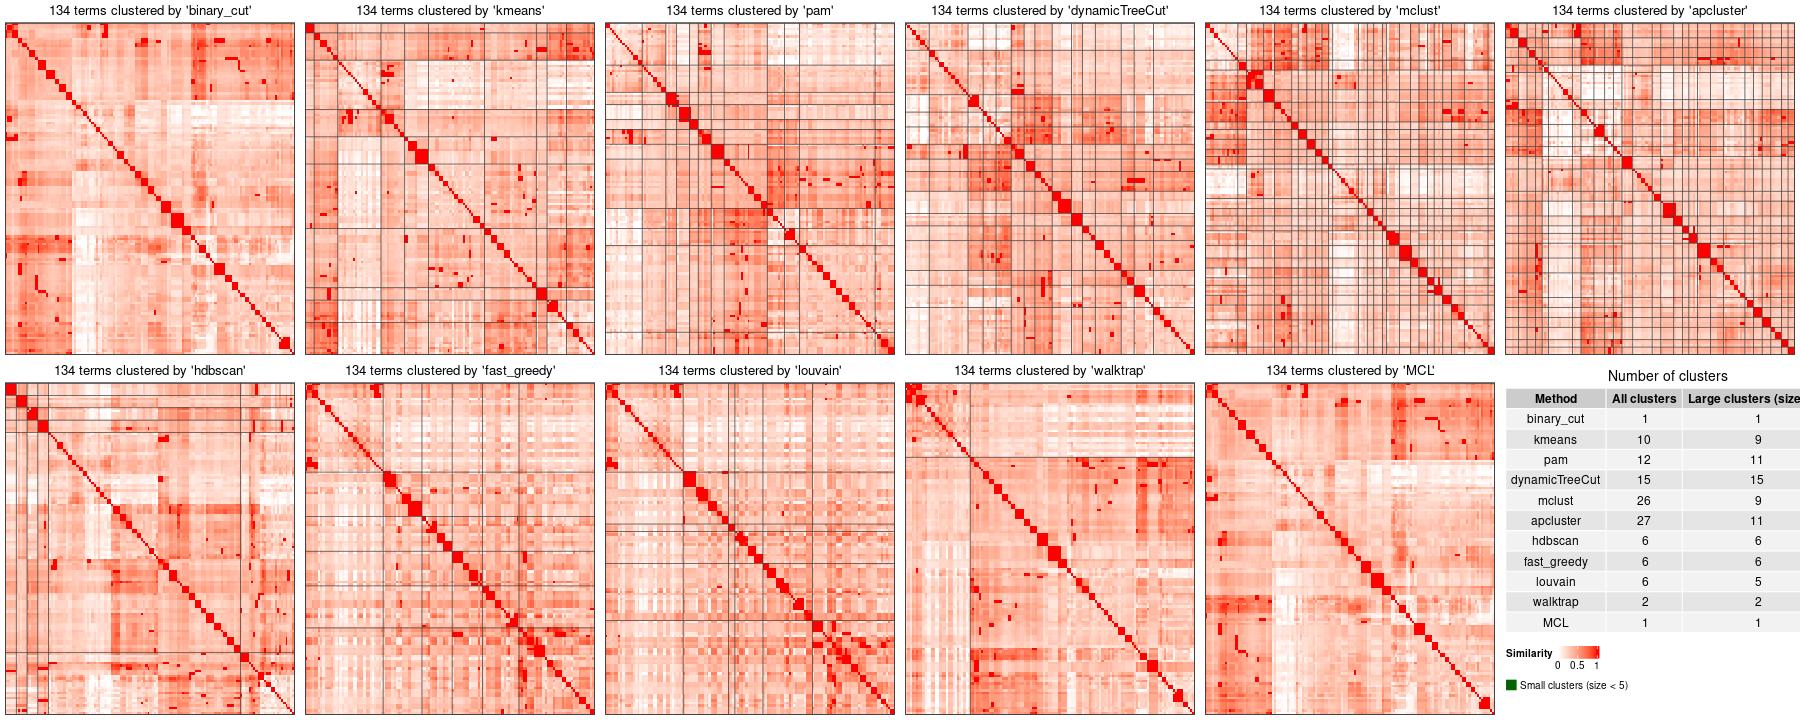 134 terms clustered by 'binary_cut'
134 terms clustered by 'kmeans'
134 terms clustered by 'pam'
134 terms clustered by 'dynamicTreeCut'
134 terms clustered by 'mclust'
134 terms clustered by 'apcluster'
134 terms clustered by 'hdbscan'
134 terms clustered by 'fast_greedy'
134 terms clustered by 'louvain'
134 terms clustered by 'walktrap'
134 terms clustered by 'MCL'
Number of clusters
Method All clusters Large clusters (size
binary_cut 1 1
kmeans 10 9
pam 12 11
dynamicTreeCut 15 15
mclust 26 9
apcluster 27 11
hdbscan 6 6
fast_greedy 6 6
louvain 6 5
walktrap 2 2
MCL 1 1
Similarity
0 0.5 1
Small clusters (size < 5)